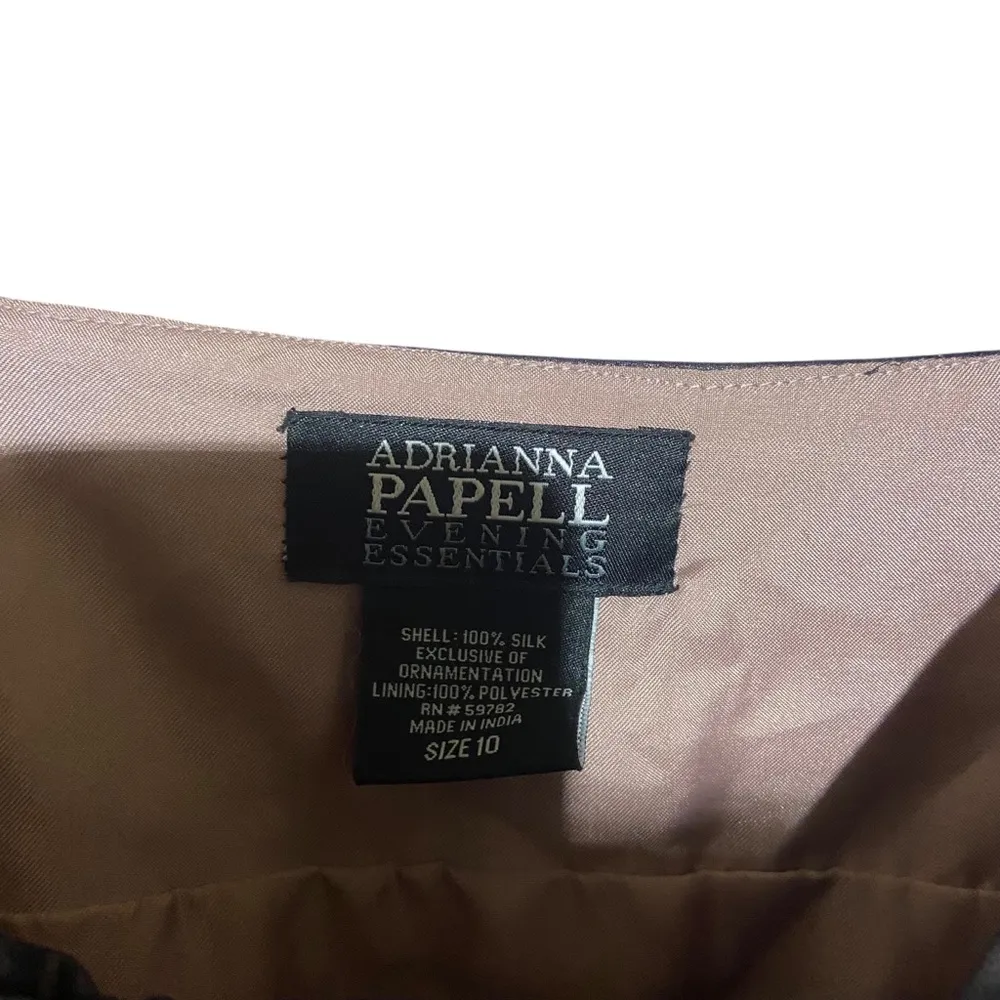 ADRIANNA
PAPELL
EVENING
ESSENTIALS
SHELL: 100% SILK
EXCLUSIVE OF
ORNAMENTATION
LINING:100% POLYESTER
RN # 59782
MADE IN INDIA
SIZE 10